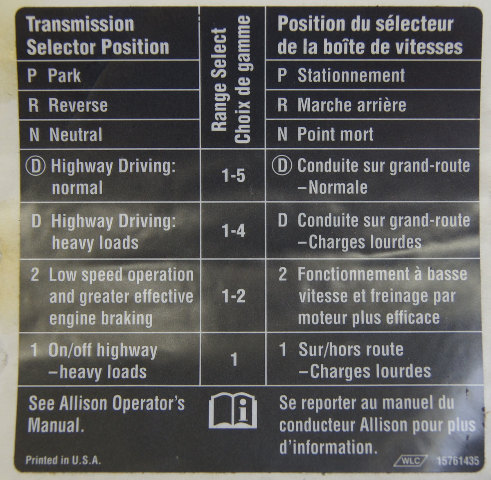 Transmission
Selector Position
Range Select
Choix de gamme
Position du sélecteur
de la boîte de vitesses
P Park
P Stationnement
R Reverse
R Marche arrière
N Neutral
N Point mort
Ⓓ Highway Driving:
normal
1-5
Ⓓ Conduite sur grand-route
–Normale
D Highway Driving:
heavy loads
1-4
D Conduite sur grand-route
–Charges lourdes
2 Low speed operation
and greater effective
engine braking
1-2
2 Fonctionnement à basse
vitesse et freinage par
moteur plus efficace
1 On/off highway
–heavy loads
1
1 Sur/hors route
–Charges lourdes
See Allison Operator's
Manual.
i
Se reporter au manuel du
conducteur Allison pour plus
d'information.
Printed in U.S.A.
WLC 15761435